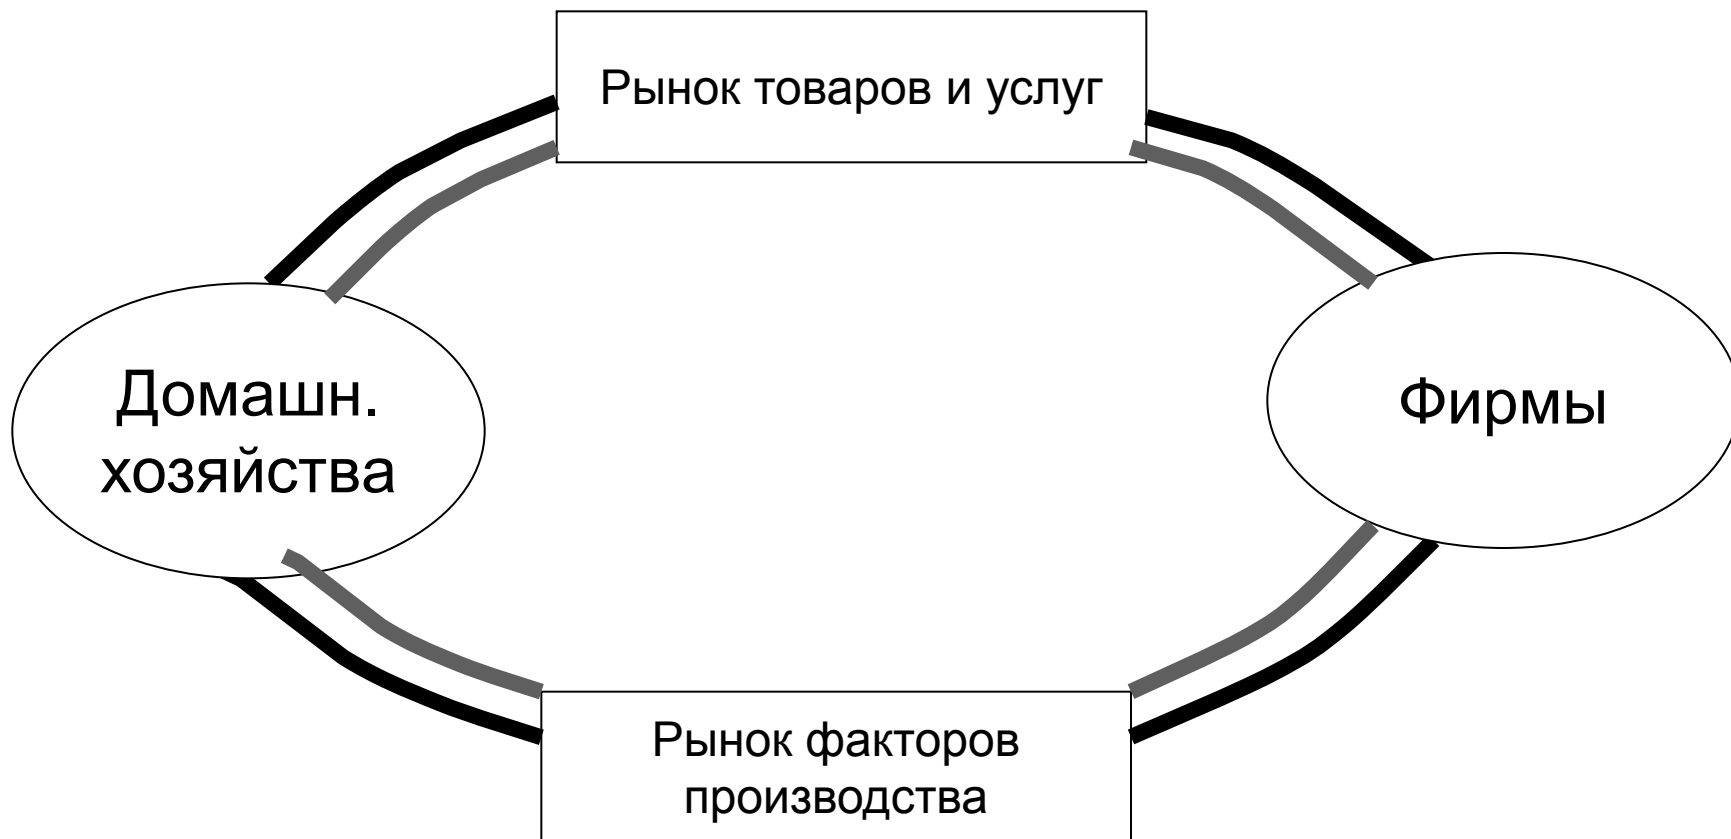 Рынок товаров и услуг
Домашн.
хозяйства
Фирмы
Рынок факторов
производства